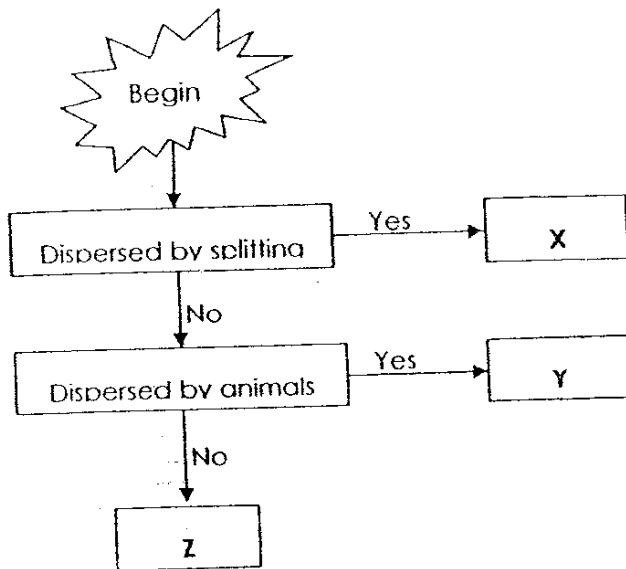 Begin
Dispersed by splitting
Yes
X
No
Dispersed by animals
Yes
Y
No
Z